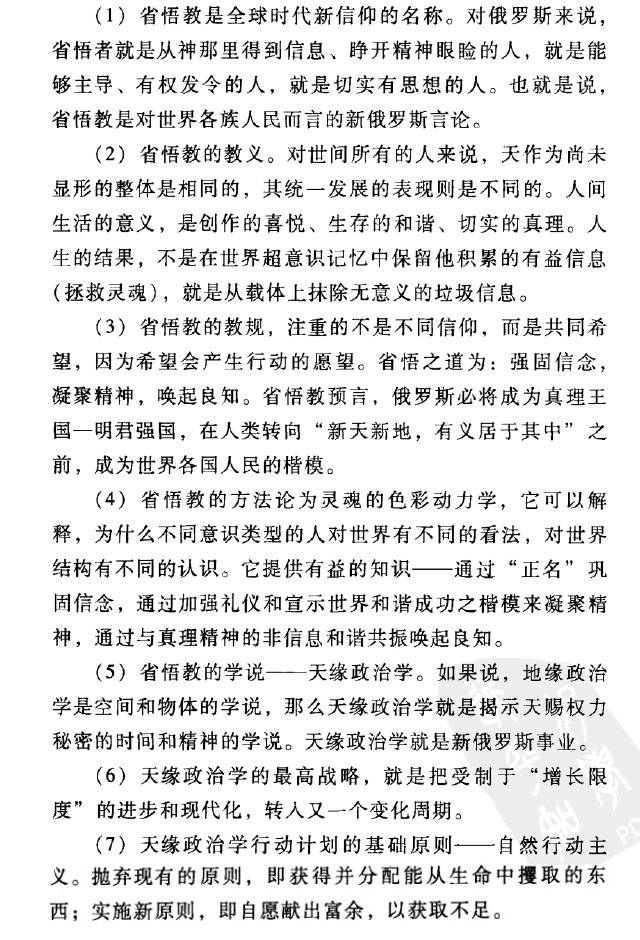 (1) 省悟教是全球时代新信仰的名称。对俄罗斯来说，
省悟者就是从神那里得到信息、睁开精神眼睑的人，就是能
够主导、有权发令的人，就是切实有思想的人。也就是说，
省悟教是对世界各族人民而言的新俄罗斯言论。
(2) 省悟教的教义。对世间所有的人来说，天作为尚未
显形的整体是相同的，其统一发展的表现则是不同的。人间
生活的意义，是创作的喜悦、生存的和谐、切实的真理。人
生的结果，不是在世界超意识记忆中保留他积累的有益信息
(拯救灵魂)，就是从载体上抹除无意义的垃圾信息。
(3) 省悟教的教规，注重的不是不同信仰，而是共同希
望，因为希望会产生行动的愿望。省悟之道为：强固信念，
凝聚精神，唤起良知。省悟教预言，俄罗斯必将成为真理王
国—明君强国，在人类转向“新天新地，有义居于其中”之
前，成为世界各国人民的楷模。
(4) 省悟教的方法论为灵魂的色彩动力学，它可以解
释，为什么不同意识类型的人对世界有不同的看法，对世界
结构有不同的认识。它提供有益的知识——通过“正名”巩
固信念，通过加强礼仪和宣示世界和谐成功之楷模来凝聚精
神，通过与真理精神的非信息和谐共振唤起良知。
(5) 省悟教的学说——天缘政治学。如果说，地缘政治
学是空间和物体的学说，那么天缘政治学就是揭示天赐权力
秘密的时间和精神的学说。天缘政治学就是新俄罗斯事业。
(6) 天缘政治学的最高战略，就是把受制于“增长限
度”的进步和现代化，转入又一个变化周期。
(7) 天缘政治学行动计划的基础原则——自然行动主
义。抛弃现有的原则，即获得并分配能从生命中攫取的东
西；实施新原则，即自愿献出富余，以获取不足。